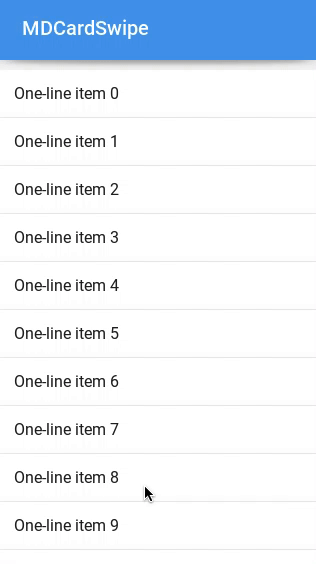 MDCardSwipe
One-line item 0
One-line item 1
One-line item 2
One-line item 3
One-line item 4
One-line item 5
One-line item 6
One-line item 7
One-line item 8
One-line item 9